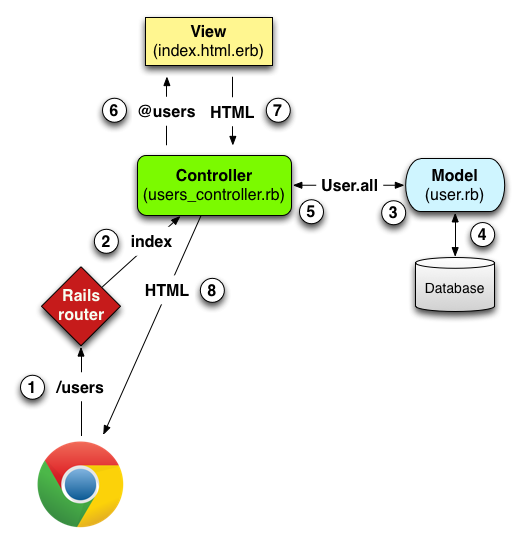 View
(index.html.erb)
6 @users HTML 7
Controller
(users_controller.rb)
User.all
Model
(user.rb)
5
3
4
2 index
Database
HTML 8
Rails
router
1 /users